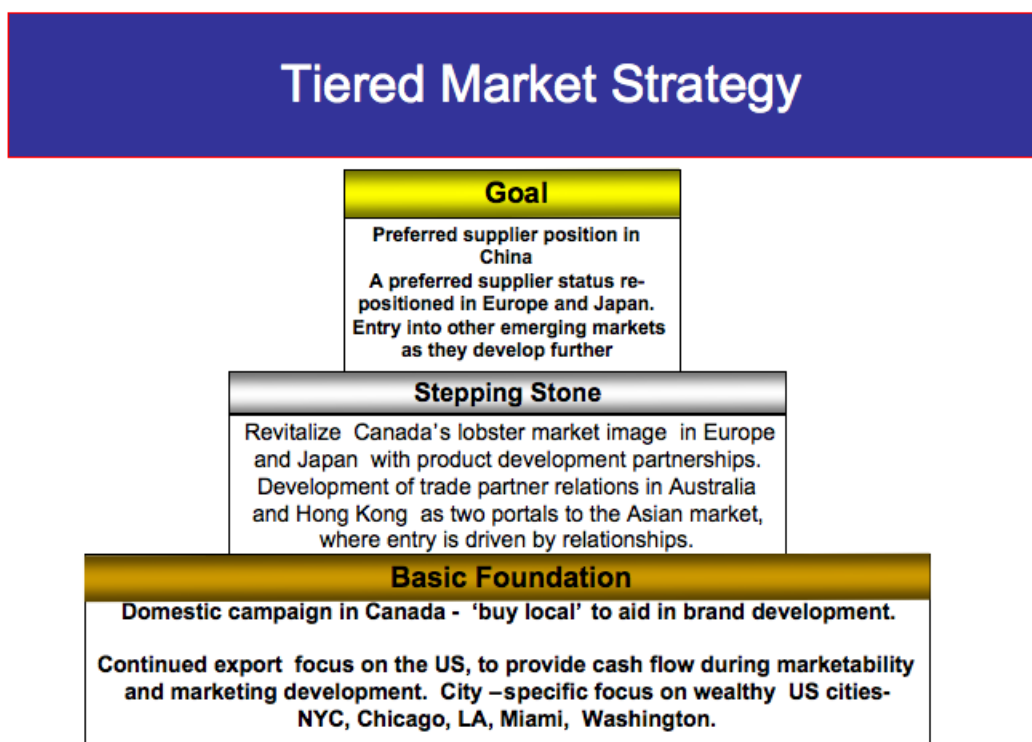 Tiered Market Strategy
Goal
Preferred supplier position in
China
A preferred supplier status re-
positioned in Europe and Japan.
Entry into other emerging markets
as they develop further
Stepping Stone
Revitalize Canada's lobster market image in Europe
and Japan with product development partnerships.
Development of trade partner relations in Australia
and Hong Kong as two portals to the Asian market,
where entry is driven by relationships.
Basic Foundation
Domestic campaign in Canada - 'buy local' to aid in brand development.
Continued export focus on the US, to provide cash flow during marketability
and marketing development. City –specific focus on wealthy US cities-
NYC, Chicago, LA, Miami, Washington.